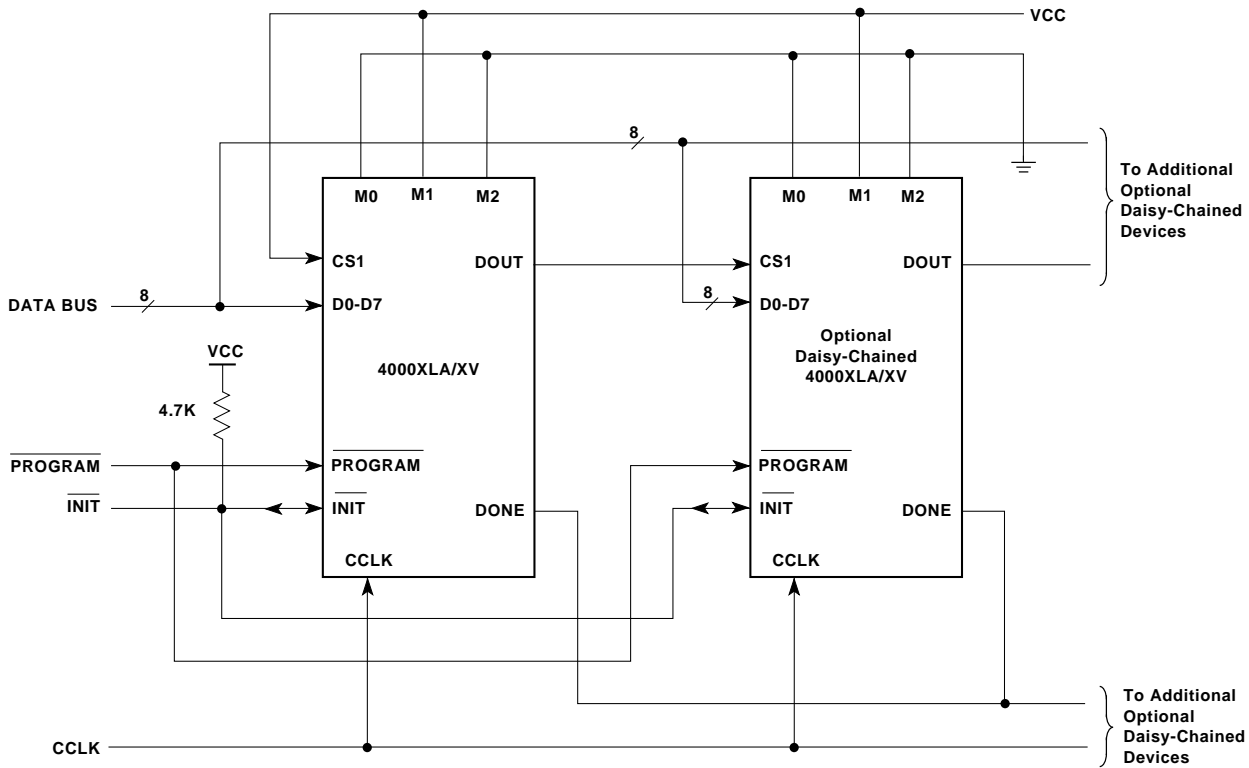 VCC
8
M0 M1 M2
M0 M1 M2
To Additional
Optional
Daisy-Chained
Devices
CS1 DOUT
CS1 DOUT
DATA BUS 8
D0-D7
8 D0-D7
VCC
4.7K
4000XLA/XV
Optional
Daisy-Chained
4000XLA/XV
PROGRAM
PROGRAM
PROGRAM
INIT
INIT DONE
INIT DONE
CCLK
CCLK
To Additional
Optional
Daisy-Chained
Devices
CCLK